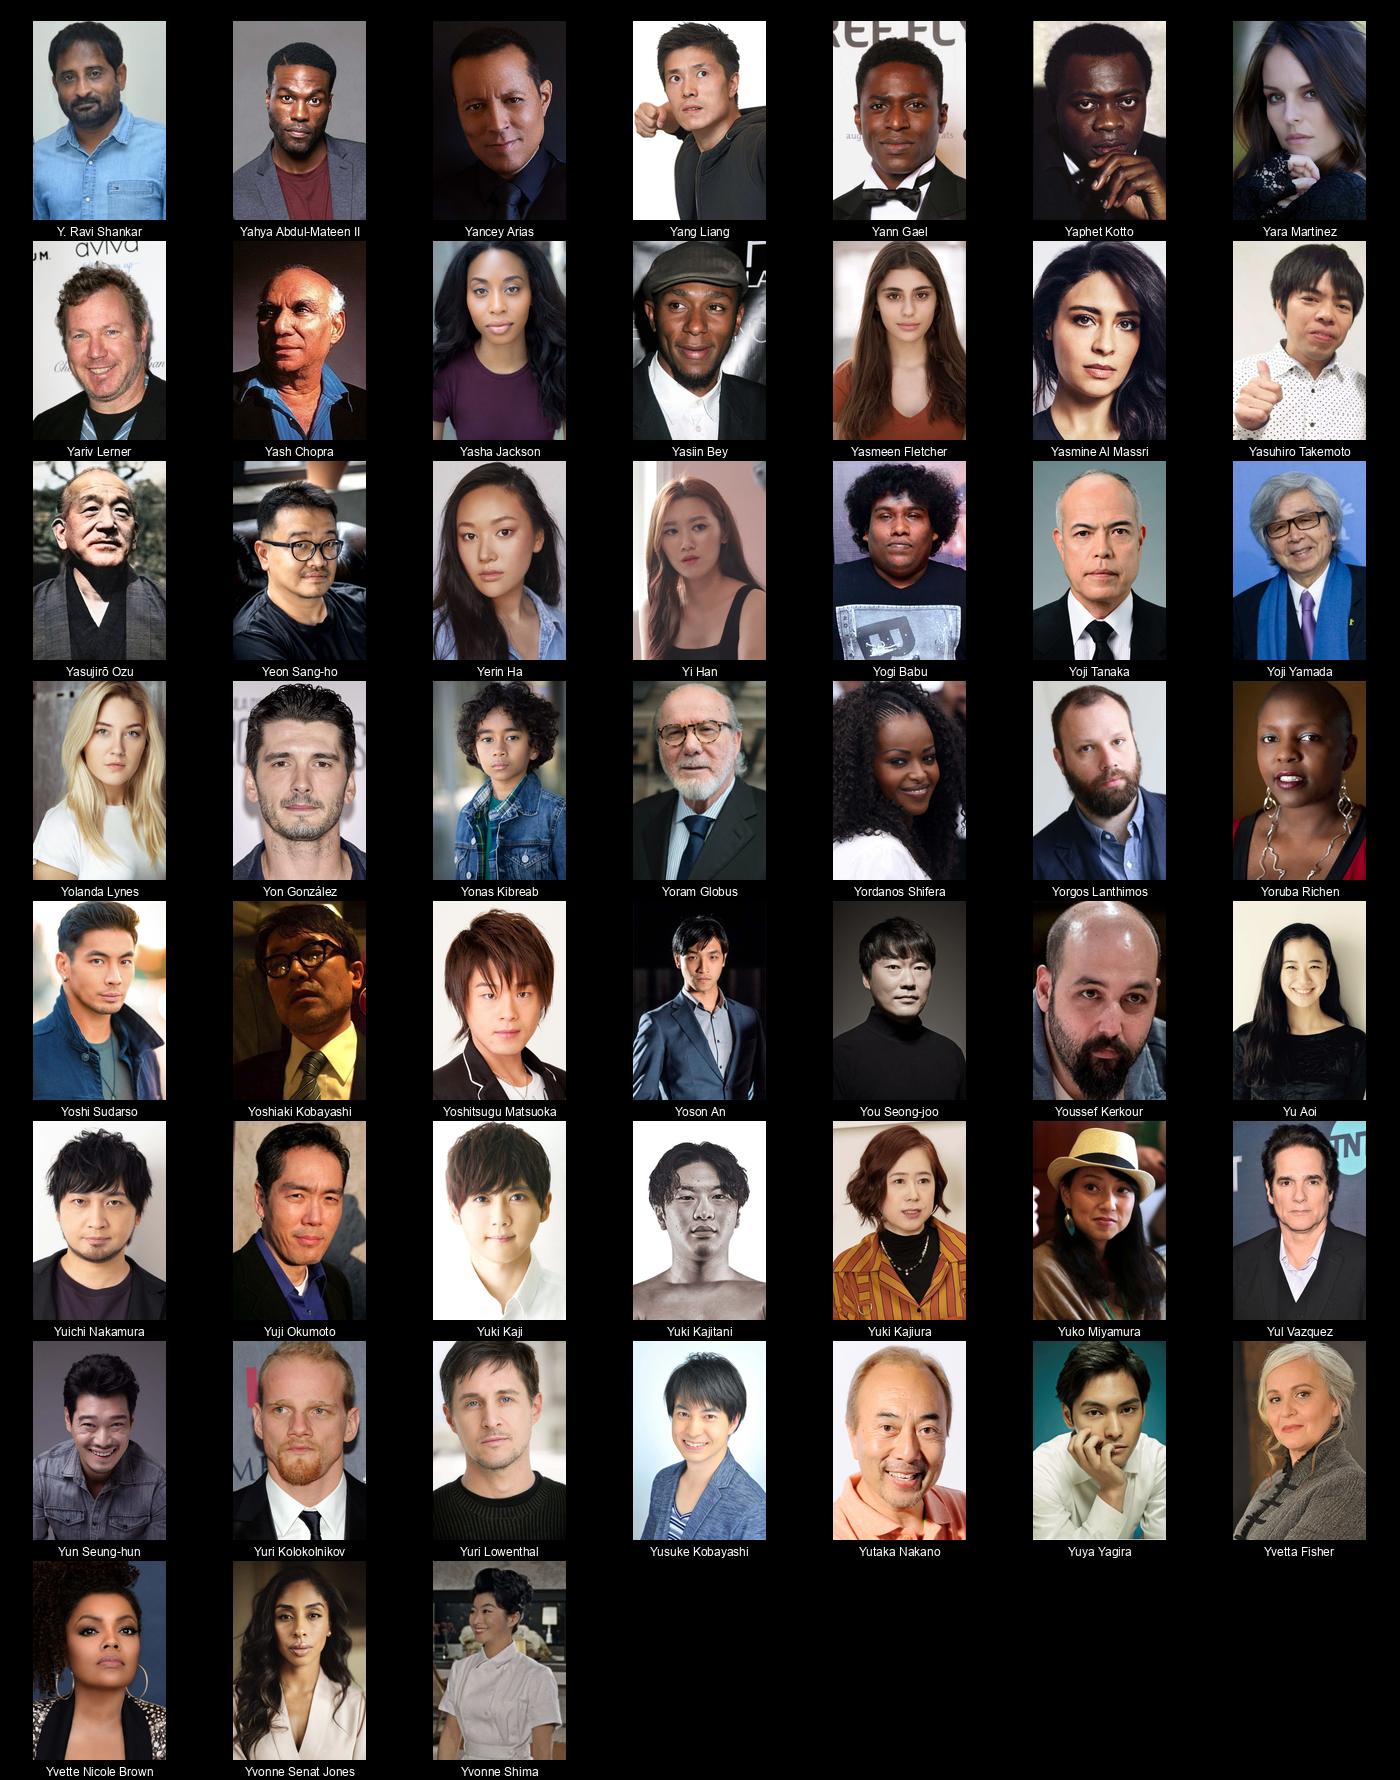 REE FLY
Y. Ravi Shankar
Yahya Abdul-Mateen II
Yancey Arias
Yang Liang
Yann Gael
Yaphet Kotto
Yara Martinez
UM
aviva
Yariv Lerner
Yash Chopra
Yasha Jackson
Yasiin Bey
Yasmeen Fletcher
Yasmine Al Massri
Yasuhiro Takemoto
Yasujirō Ozu
Yeon Sang-ho
Yerin Ha
Yi Han
Yogi Babu
Yoji Tanaka
Yoji Yamada
Yolanda Lynes
Yon González
Yonas Kibreab
Yoram Globus
Yordanos Shifera
Yorgos Lanthimos
Yoruba Richen
Yoshi Sudarso
Yoshiaki Kobayashi
Yoshitsugu Matsuoka
Yoson An
You Seong-joo
Youssef Kerkour
Yu Aoi
TNT
Yuichi Nakamura
Yuji Okumoto
Yuki Kaji
Yuki Kajitani
Yuki Kajiura
Yuko Miyamura
Yul Vazquez
Yun Seung-hun
Yuri Kolokolnikov
Yuri Lowenthal
Yusuke Kobayashi
Yutaka Nakano
Yuya Yagira
Yvetta Fisher
Yvette Nicole Brown
Yvonne Senat Jones
Yvonne Shima